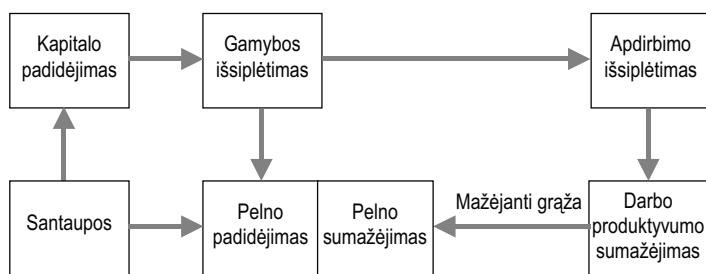 Kapitalo
padidėjimas
Gamybos
išsiplėtimas
Apdirbimo
išsiplėtimas
Santaupos
Pelno
padidėjimas
Pelno
sumažėjimas
Mažėjanti grąža
Darbo
produktyvumo
sumažėjimas